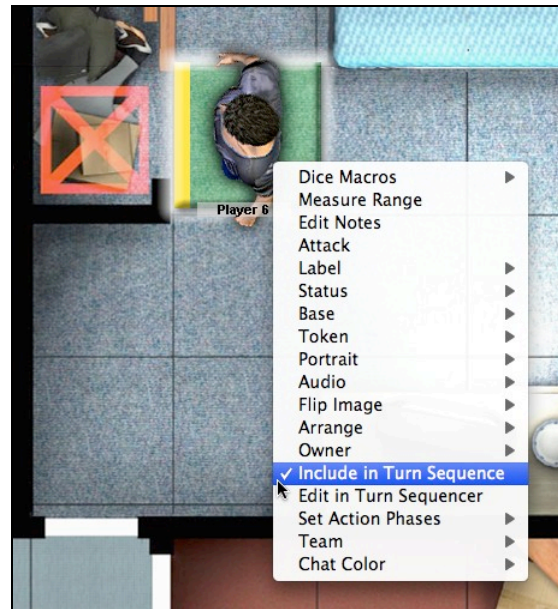 Player 6
Dice Macros
Measure Range
Edit Notes
Attack
Label
Status
Base
Token
Portrait
Audio
Flip Image
Arrange
Owner
✓ Include in Turn Sequence
Edit in Turn Sequencer
Set Action Phases
Team
Chat Color